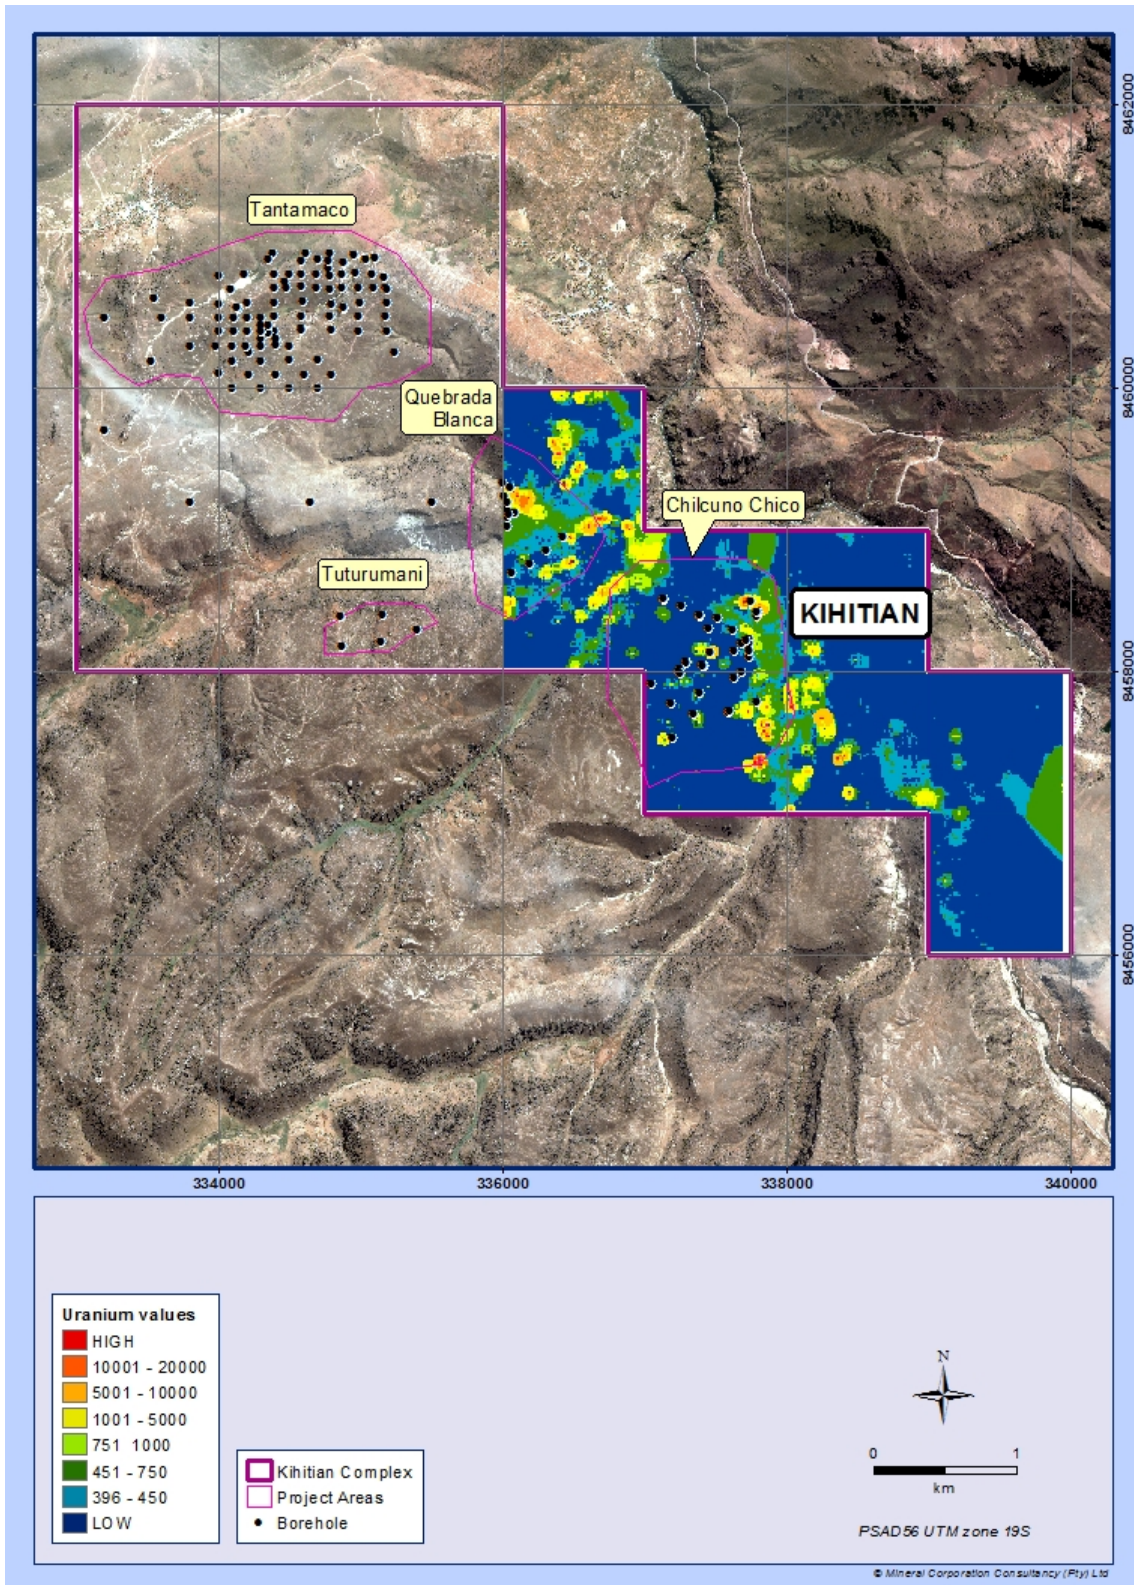 8462000
Tantamaco
8460000
Quebrada
Blanca
Chilcuno Chico
Tuturumani
KIHITIAN
8458000
8456000
334000
336000
338000
340000
Uranium values
HIGH
10001 - 20000
5001 - 10000
1001 - 5000
751 1000
451 - 750
396 - 450
LOW
Kihitian Complex
Project Areas
Borehole
N
0 1
km
PSAD56 UTM zone 19S
© Mineral Corporation Consultancy (Pty) Ltd